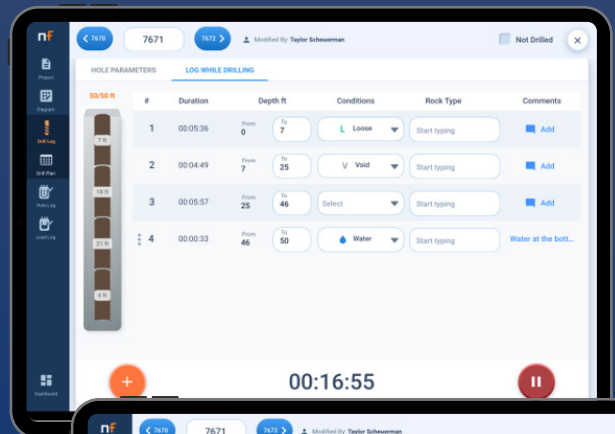 nf
7670
7671
7672
Modified By: Taylor Scheuerman
Not Drilled
Project
HOLE PARAMETERS
LOG WHILE DRILLING
Diagram
50/50 ft
# Duration Depth ft Conditions Rock Type Comments
Drill Log
1 00:05:36 From 0 To 7 L Loose Start typing Add
7 ft
Drill Plan
2 00:04:49 From 7 To 25 V Void Start typing Add
18 ft
Hole Log
3 00:05:57 From 25 To 46 Select Start typing Add
Load Log
21 ft
4 00:00:33 From 46 To 50 Water Start typing Water at the bott...
4 ft
Dashboard
+
00:16:55
nf
7670
7671
7672
Modified By: Taylor Scheuerman